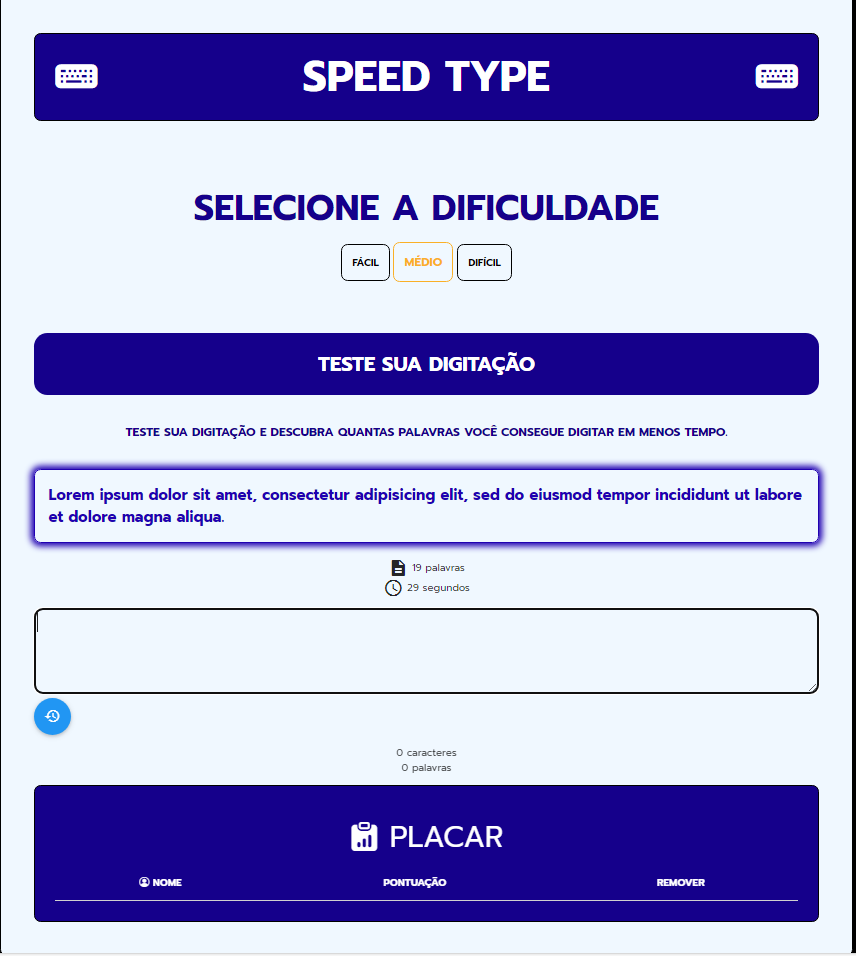 SPEED TYPE
SELECIONE A DIFICULDADE
FÁCIL MÉDIO DIFÍCIL
TESTE SUA DIGITAÇÃO
TESTE SUA DIGITAÇÃO E DESCUBRA QUANTAS PALAVRAS VOCÊ CONSEGUE DIGITAR EM MENOS TEMPO.
Lorem ipsum dolor sit amet, consectetur adipisicing elit, sed do eiusmod tempor incididunt ut labore
et dolore magna aliqua.
19 palavras
29 segundos
0 caracteres
0 palavras
PLACAR
NOME PONTUAÇÃO REMOVER